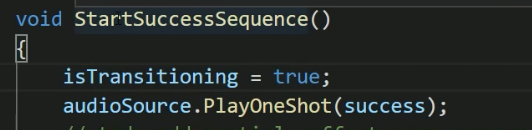 void StartSuccessSequence()
{
isTransitioning = true;
audioSource.PlayOneShot(success);